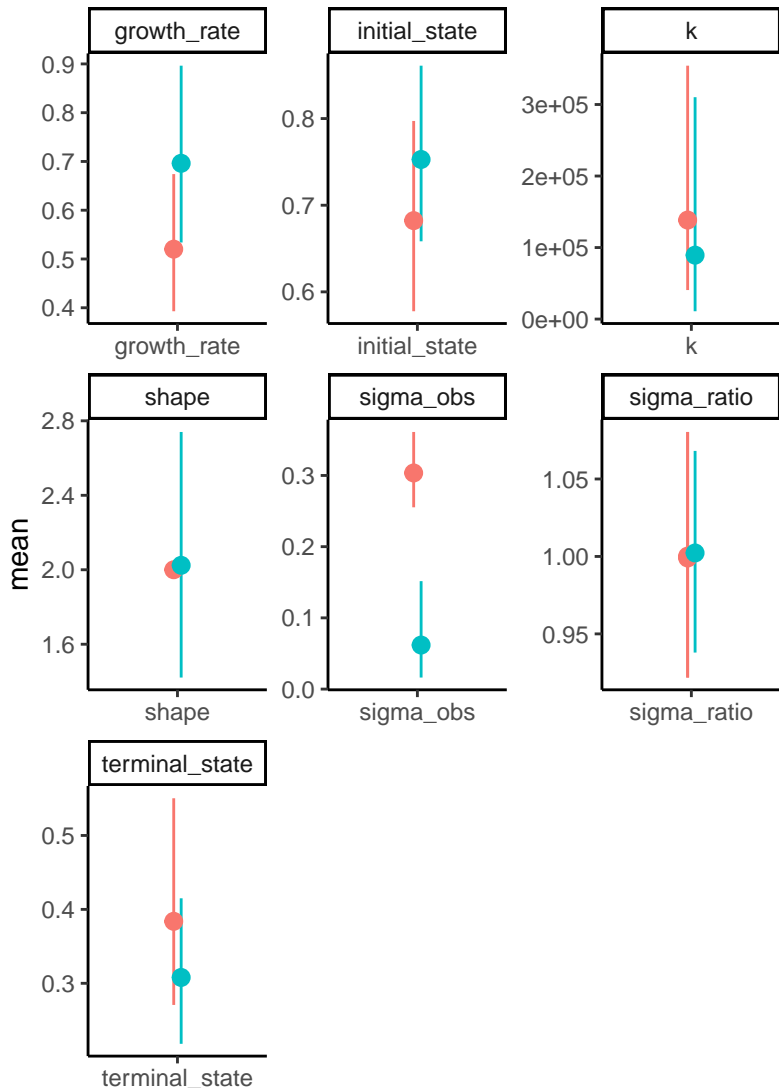 growth_rate
initial_state
k
0.9
0.8
0.7
0.6
0.5
0.4
growth_rate
0.8
0.7
0.6
initial_state
3e+05
2e+05
1e+05
0e+00
k
mean
shape
sigma_obs
sigma_ratio
2.8
2.4
2.0
1.6
shape
0.3
0.2
0.1
0.0
sigma_obs
1.05
1.00
0.95
sigma_ratio
terminal_state
0.5
0.4
0.3
terminal_state